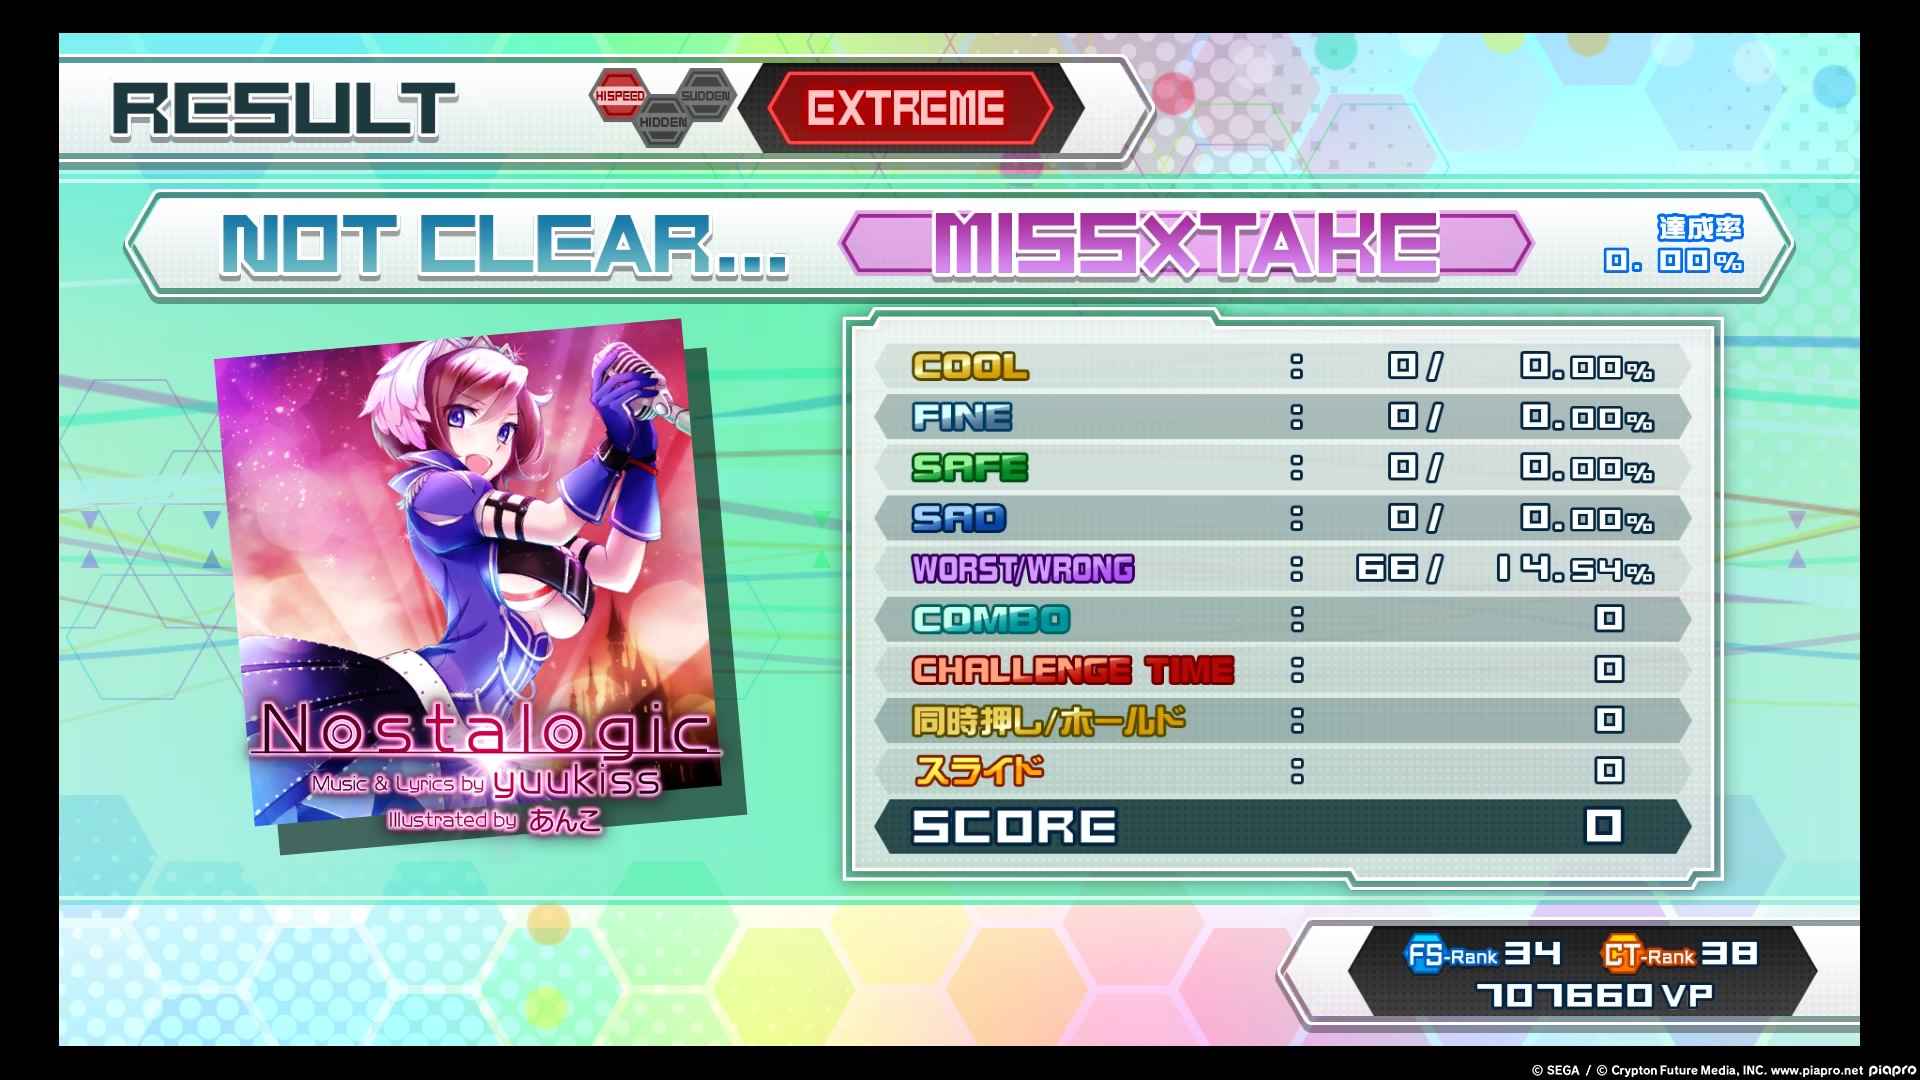 RESULT
HISPEED
HIDDEN
SUDDEN
EXTREME
NOT CLEAR...
MISS×TAKE
達成率
0.00%
COOL : 0/ 0.00%
FINE : 0/ 0.00%
SAFE : 0/ 0.00%
SAD : 0/ 0.00%
WORST/WRONG : 66/ 14.54%
COMBO : 0
CHALLENGE TIME : 0
同時押し/ホールド : 0
スライド : 0
SCORE 0
Nostalogic
Music & Lyrics by yuukiss
Illustrated by あんこ
FS-Rank 34 CT-Rank 38
707660 VP
© SEGA / © Crypton Future Media, INC. www.piapro.net piapro